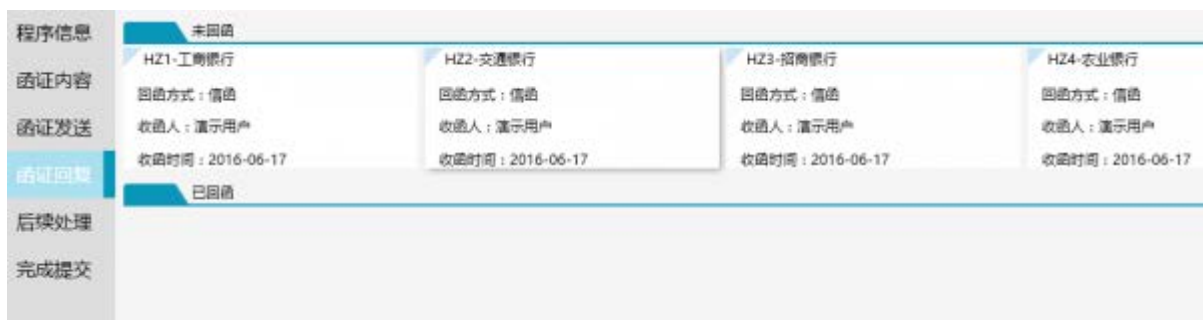 程序信息
函证内容
函证发送
函证回复
后续处理
完成提交
未回函
HZ1-工商银行
回函方式：信函
收函人：演示用户
收函时间：2016-06-17
HZ2-交通银行
回函方式：信函
收函人：演示用户
收函时间：2016-06-17
HZ3-招商银行
回函方式：信函
收函人：演示用户
收函时间：2016-06-17
HZ4-农业银行
回函方式：信函
收函人：演示用户
收函时间：2016-06-17
已回函